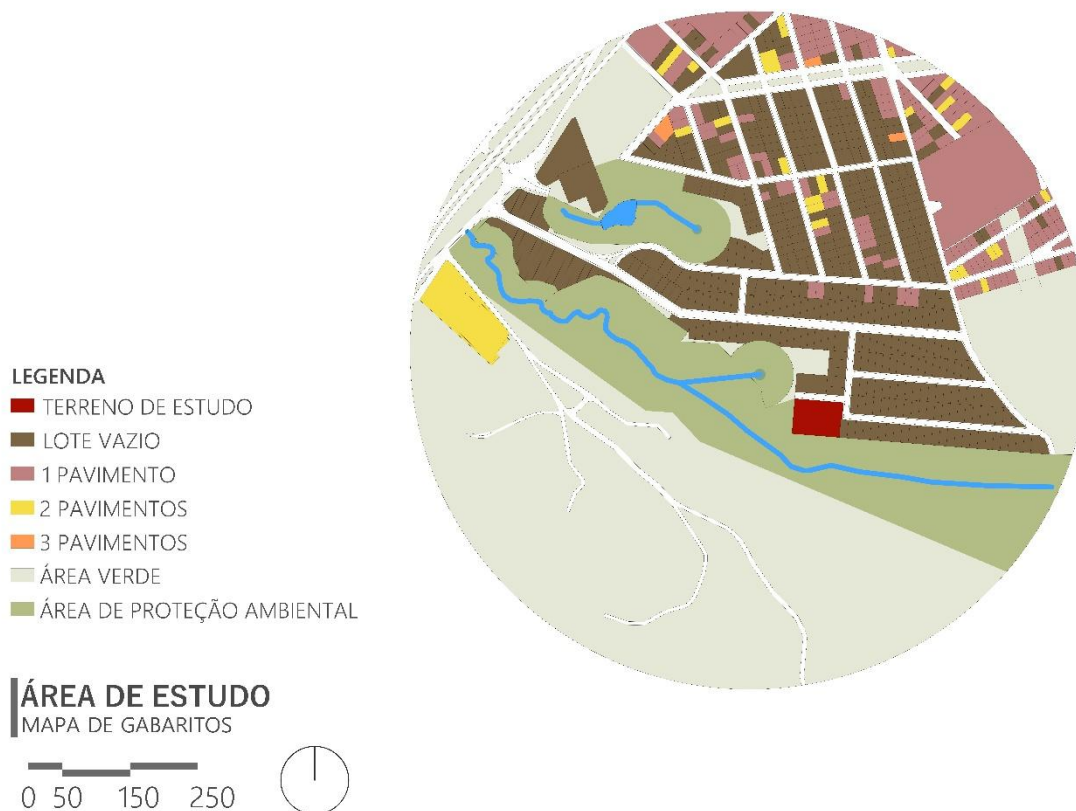 LEGENDA
TERRENO DE ESTUDO
LOTE VAZIO
1 PAVIMENTO
2 PAVIMENTOS
3 PAVIMENTOS
ÁREA VERDE
ÁREA DE PROTEÇÃO AMBIENTAL
ÁREA DE ESTUDO
MAPA DE GABARITOS
0 50 150 250